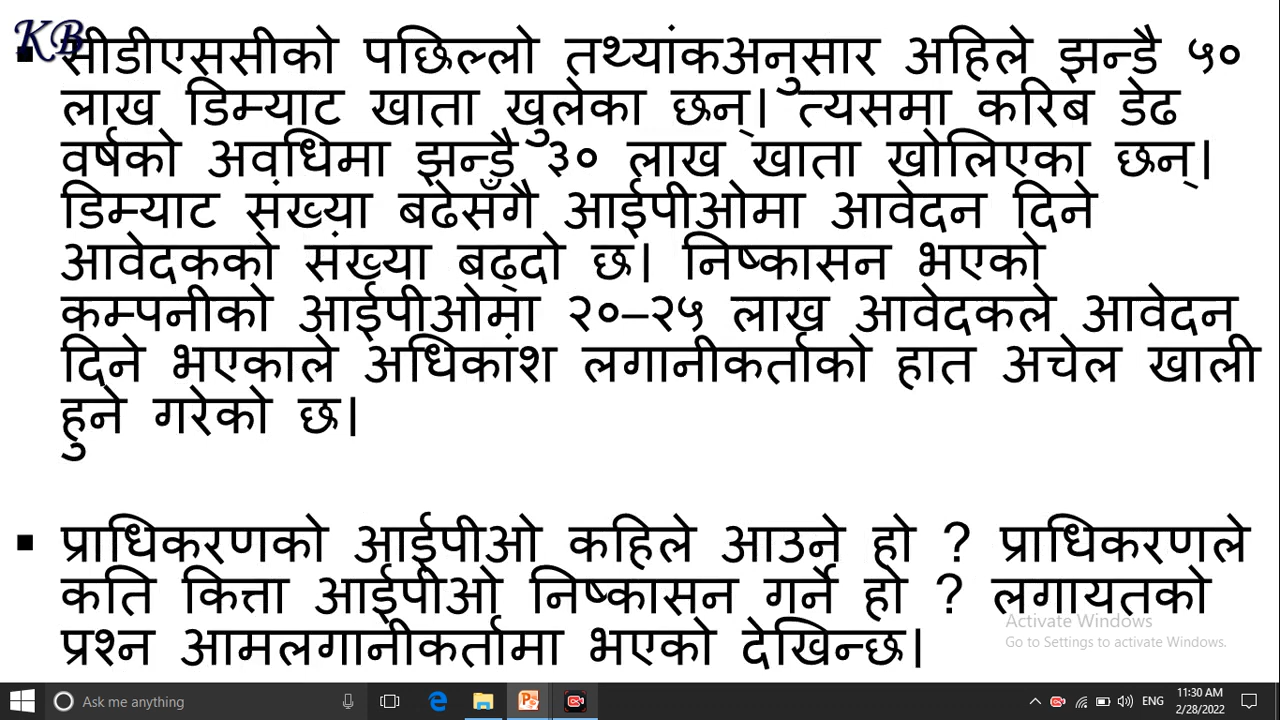 KB
▪ सीडीएससीको पछिल्लो तथ्यांकअनुसार अहिले झन्डै ५०
लाख डिम्याट खाता खुलेका छन्। त्यसमा करिब डेढ
वर्षको अवधिमा झन्डै ३० लाख खाता खोलिएका छन्।
डिम्याट संख्या बढेसँगै आईपीओमा आवेदन दिने
आवेदकको संख्या बढ्दो छ। निष्कासन भएको
कम्पनीको आईपीओमा २०–२५ लाख आवेदकले आवेदन
दिने भएकाले अधिकांश लगानीकर्ताको हात अचेल खाली
हुने गरेको छ।
▪ प्राधिकरणको आईपीओ कहिले आउने हो ? प्राधिकरणले
कति कित्ता आईपीओ निष्कासन गर्ने हो ? लगायतको
प्रश्न आमलगानीकर्तामा भएको देखिन्छ।
Activate Windows
Go to Settings to activate Windows.
Ask me anything
ENG
11:30 AM
2/28/2022